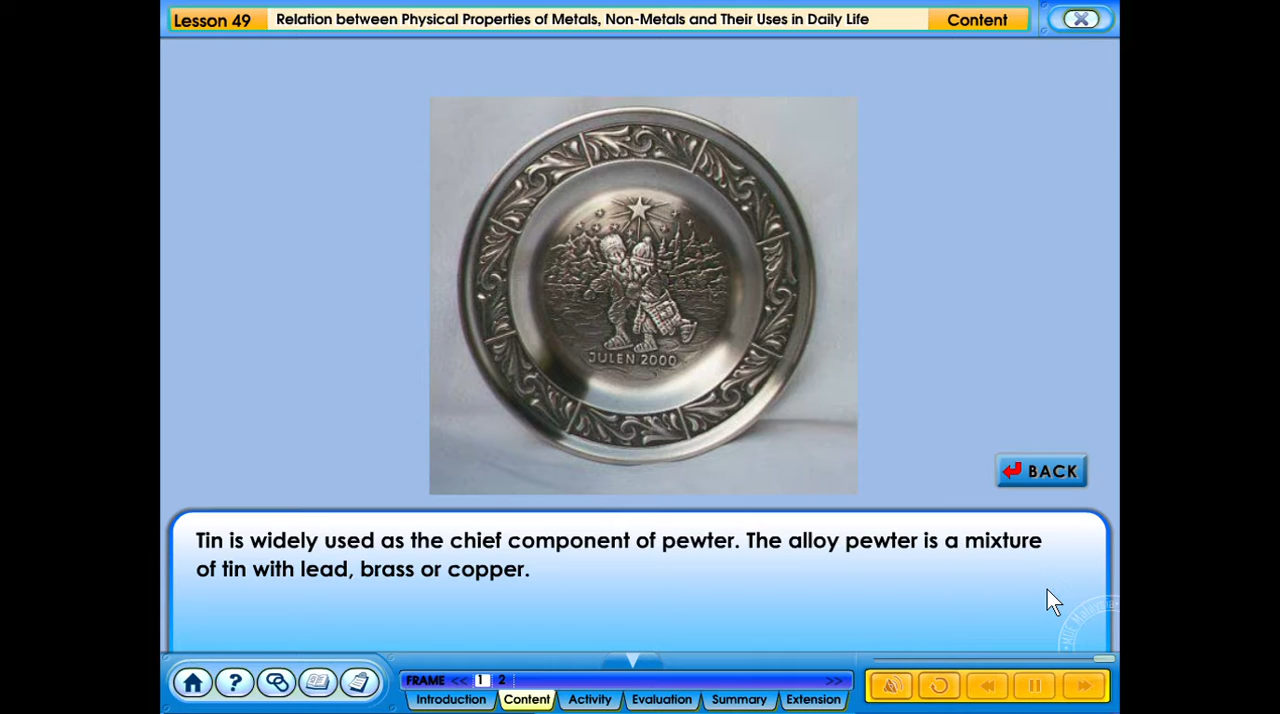 Lesson 49
Relation between Physical Properties of Metals, Non-Metals and Their Uses in Daily Life
Content
JULEN 2000
BACK
Tin is widely used as the chief component of pewter. The alloy pewter is a mixture
of tin with lead, brass or copper.
FRAME << 1 2 >>
Introduction Content Activity Evaluation Summary Extension